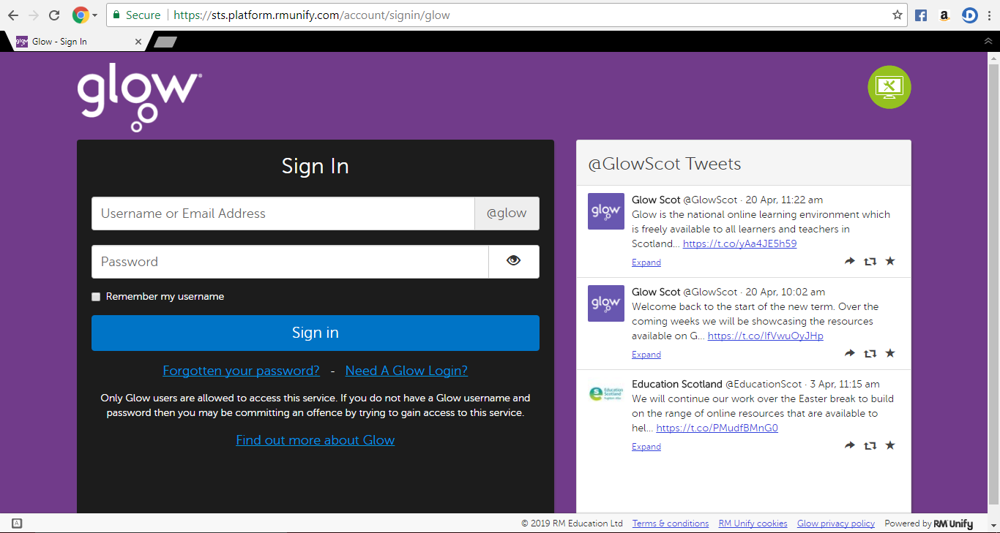 Secure https://sts.platform.rmunify.com/account/signin/glow
glow Glow - Sign In
glow
Sign In
Username or Email Address @glow
Password
Remember my username
Sign in
Forgotten your password? - Need A Glow Login?
Only Glow users are allowed to access this service. If you do not have a Glow username and
password then you may be committing an offence by trying to gain access to this service.
Find out more about Glow
@GlowScot Tweets
glow
Glow Scot @GlowScot · 20 Apr, 11:22 am
Glow is the national online learning environment which
is freely available to all learners and teachers in
Scotland... https://t.co/yAa4JE5h59
Expand
glow
Glow Scot @GlowScot · 20 Apr, 10:02 am
Welcome back to the start of the new term. Over the
coming weeks we will be showcasing the resources
available on G... https://t.co/IfVwuOyJHp
Expand
Education
Scotland
Education Scotland @EducationScot · 3 Apr, 11:15 am
We will continue our work over the Easter break to build
on the range of online resources that are available to
hel... https://t.co/PMudfBMnG0
Expand
A
© 2019 RM Education Ltd Terms & conditions RM Unify cookies Glow privacy policy Powered by RM Unify